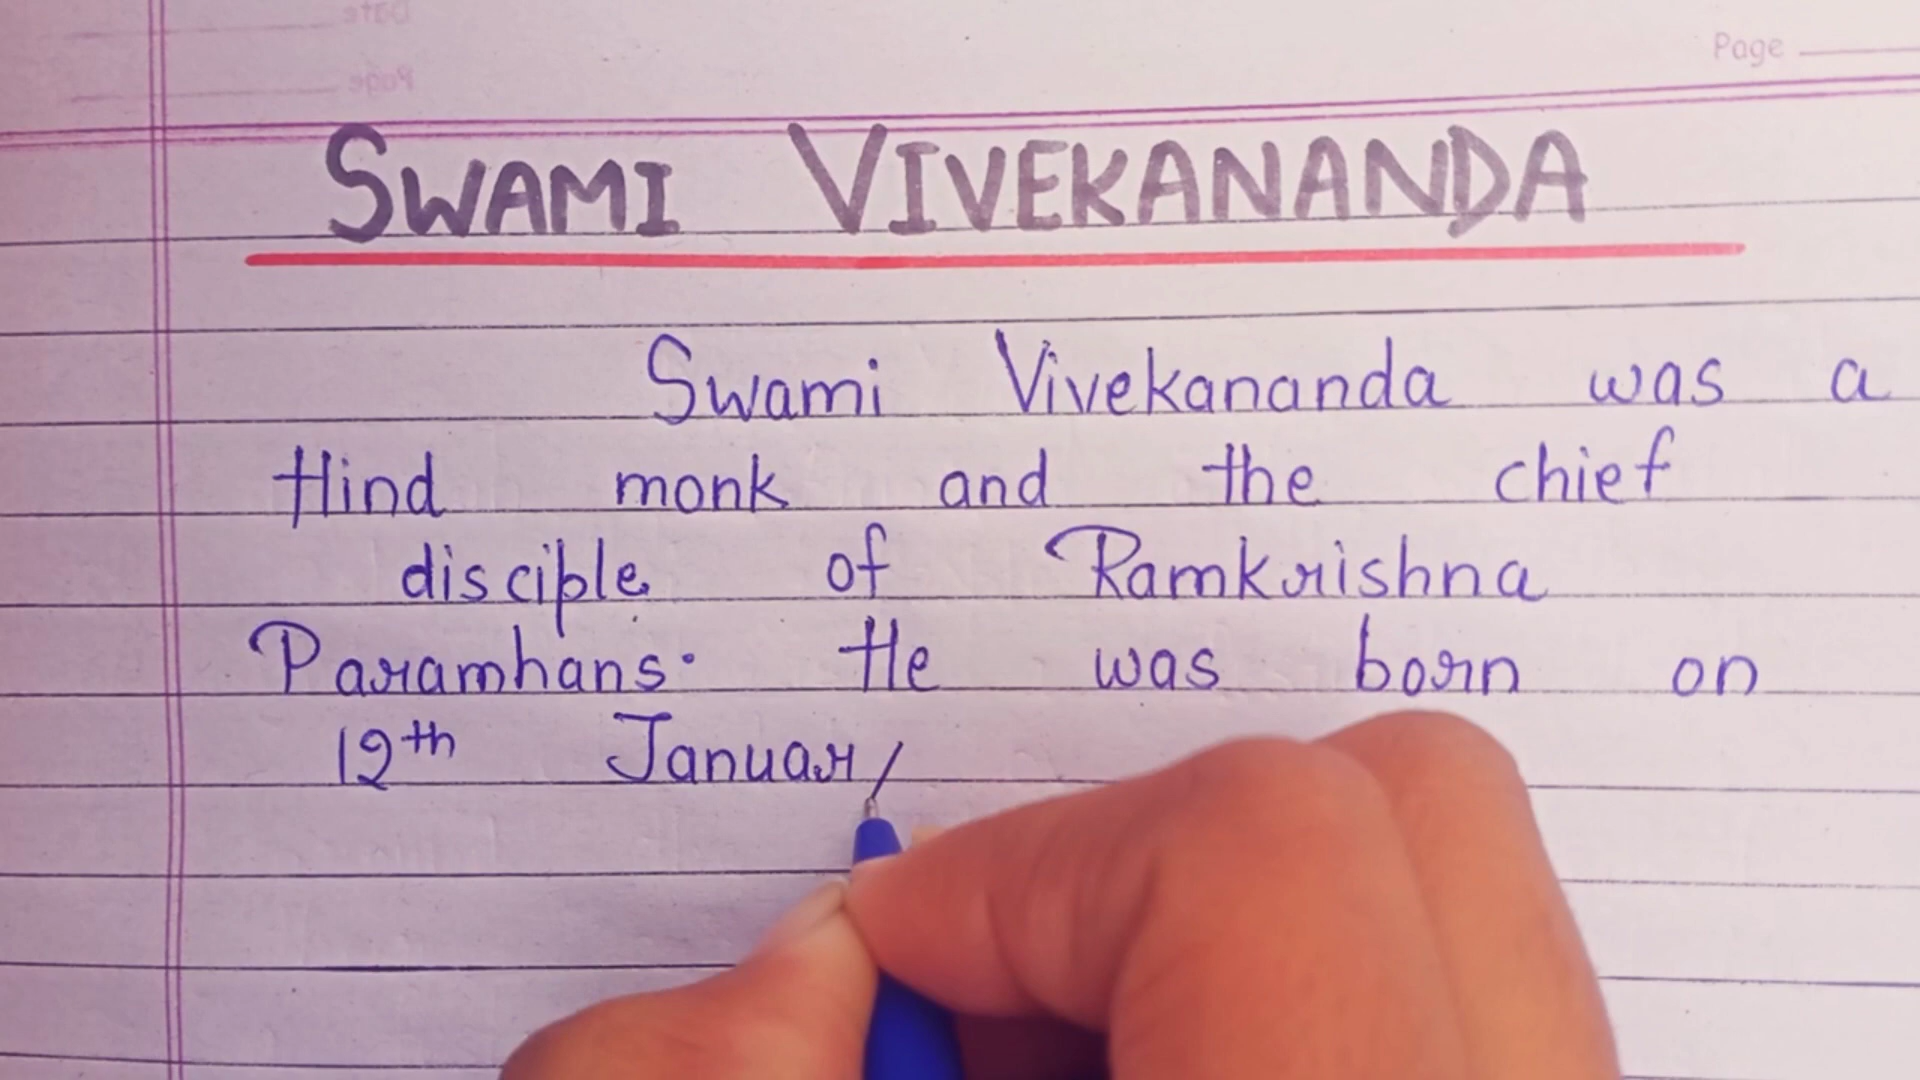 Page
SWAMI VIVEKANANDA
Swami Vivekananda was a
Hind monk and the chief
disciple of Ramkrishna
Paramhans. He was born on
12th Januar